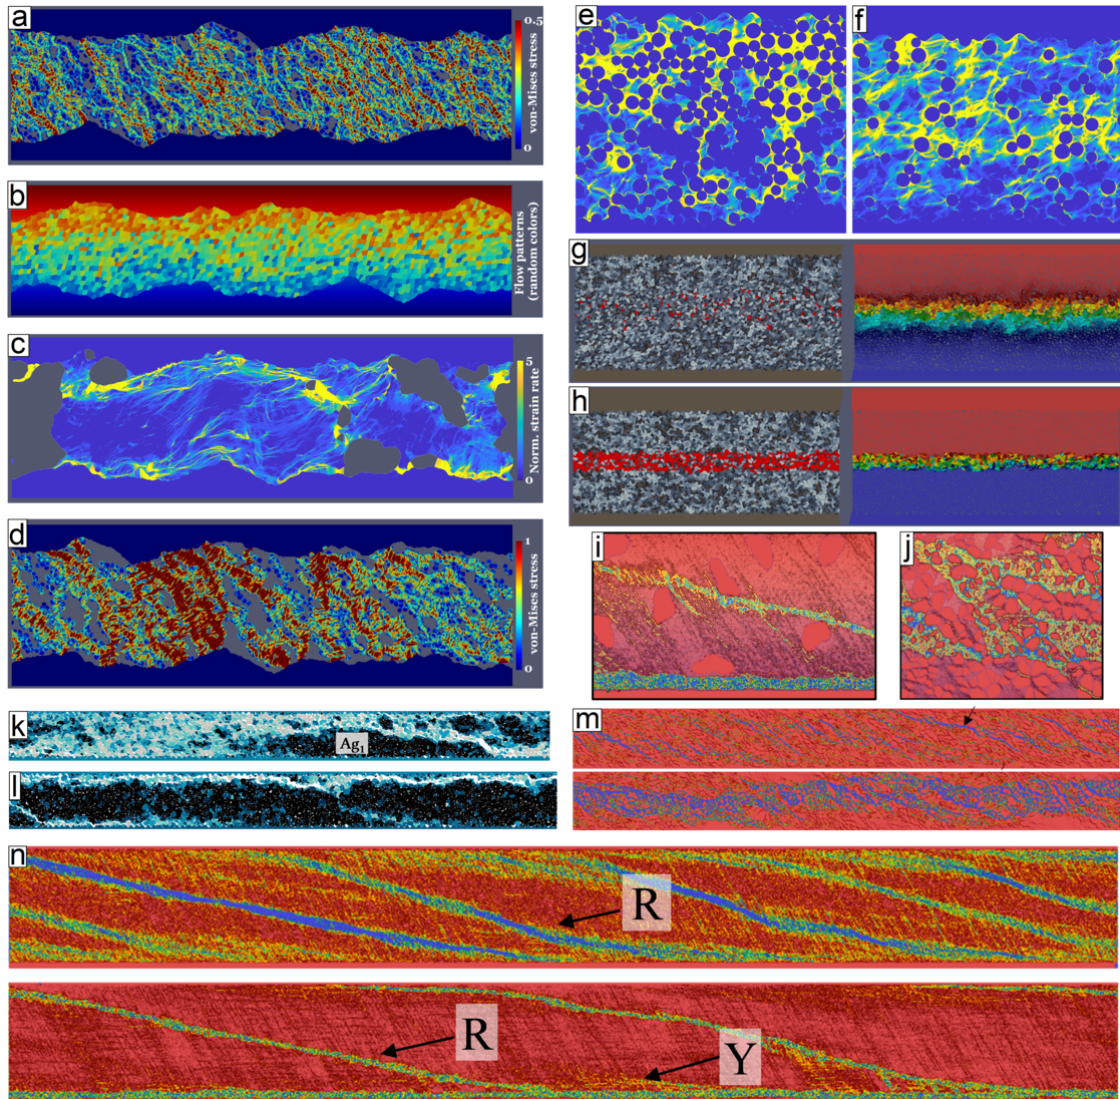 a
0.5
von-Mises stress
0
b
Flow patterns
(random colors)
c
5
Norm. strain rate
0
d
1
von-Mises stress
0
e
f
g
h
i
j
k
Ag₁
l
m
n
R
R
Y